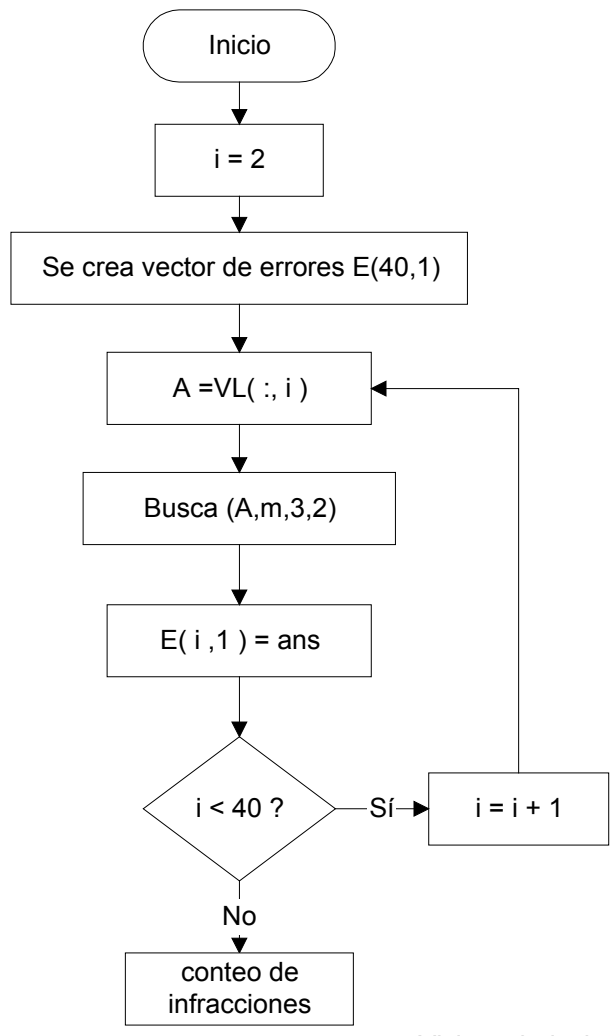 Inicio
i = 2
Se crea vector de errores E(40,1)
A =VL( :, i )
Busca (A,m,3,2)
E( i ,1 ) = ans
i < 40 ?
Sí
i = i + 1
No
conteo de
infracciones